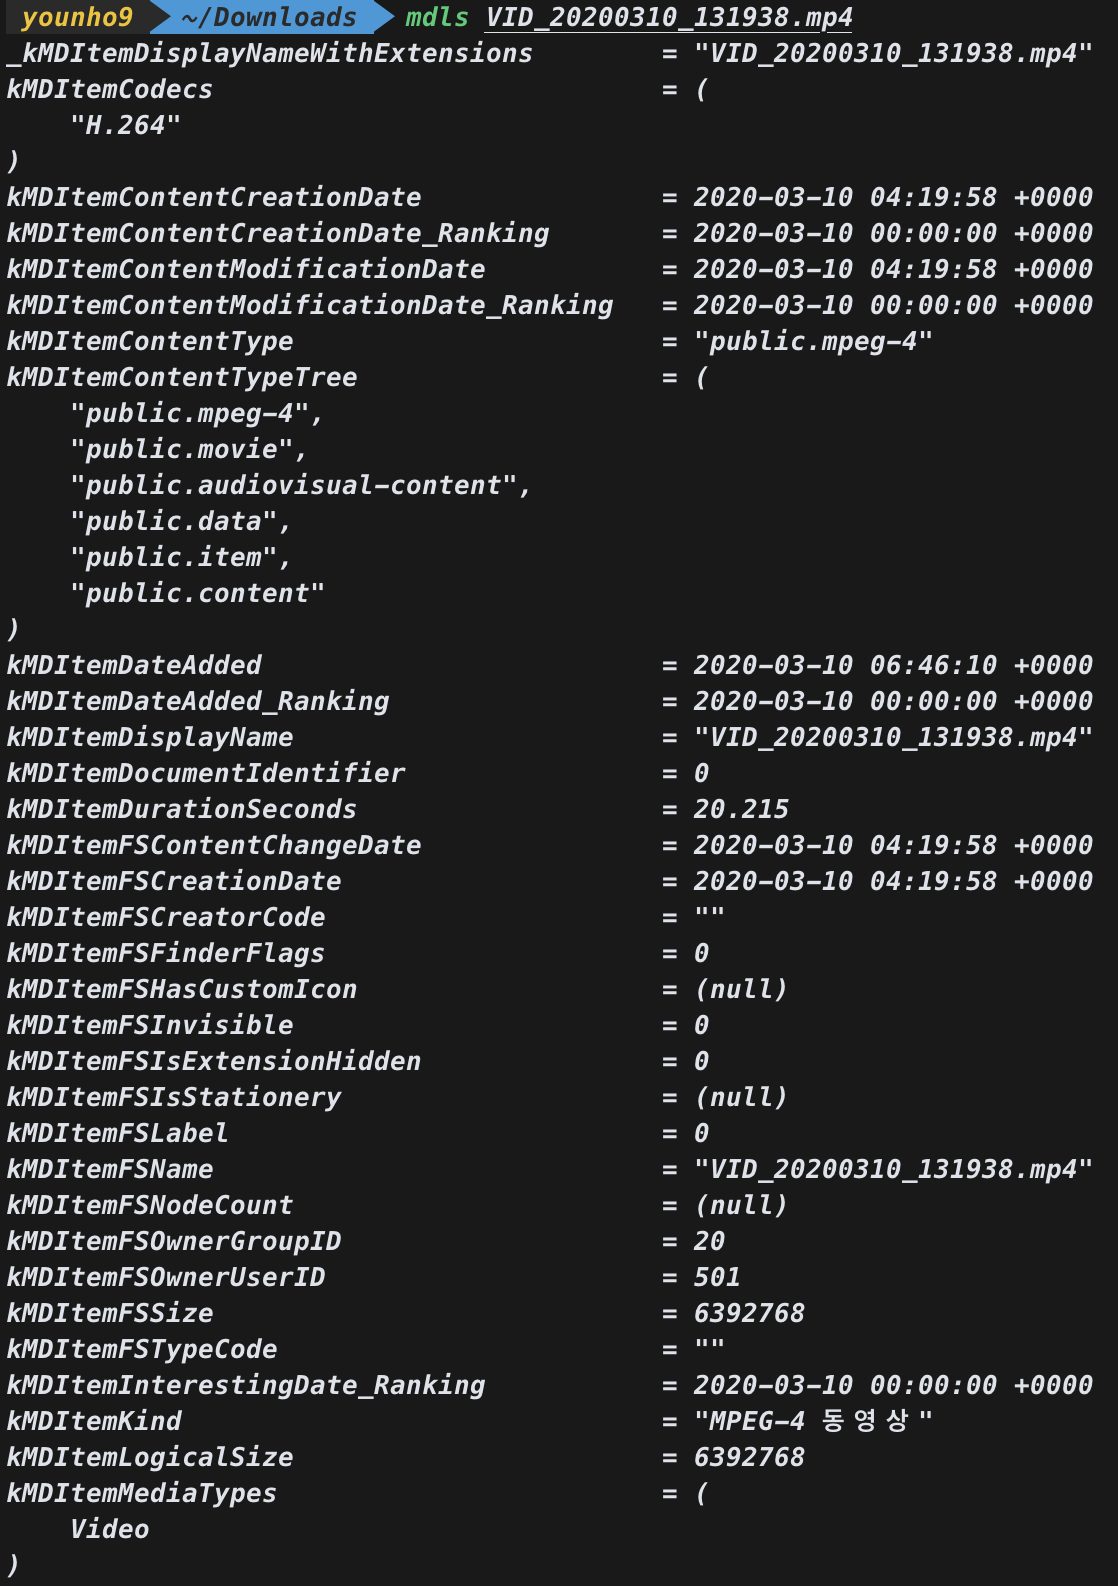 younho9 ~/Downloads mdls VID_20200310_131938.mp4
_kMDItemDisplayNameWithExtensions        = "VID_20200310_131938.mp4"
kMDItemCodecs                            = (
    "H.264"
)
kMDItemContentCreationDate               = 2020-03-10 04:19:58 +0000
kMDItemContentCreationDate_Ranking       = 2020-03-10 00:00:00 +0000
kMDItemContentModificationDate           = 2020-03-10 04:19:58 +0000
kMDItemContentModificationDate_Ranking   = 2020-03-10 00:00:00 +0000
kMDItemContentType                       = "public.mpeg-4"
kMDItemContentTypeTree                   = (
    "public.mpeg-4",
    "public.movie",
    "public.audiovisual-content",
    "public.data",
    "public.item",
    "public.content"
)
kMDItemDateAdded                         = 2020-03-10 06:46:10 +0000
kMDItemDateAdded_Ranking                 = 2020-03-10 00:00:00 +0000
kMDItemDisplayName                       = "VID_20200310_131938.mp4"
kMDItemDocumentIdentifier                = 0
kMDItemDurationSeconds                   = 20.215
kMDItemFSContentChangeDate               = 2020-03-10 04:19:58 +0000
kMDItemFSCreationDate                    = 2020-03-10 04:19:58 +0000
kMDItemFSCreatorCode                     = ""
kMDItemFSFinderFlags                     = 0
kMDItemFSHasCustomIcon                   = (null)
kMDItemFSInvisible                       = 0
kMDItemFSIsExtensionHidden               = 0
kMDItemFSIsStationery                    = (null)
kMDItemFSLabel                           = 0
kMDItemFSName                            = "VID_20200310_131938.mp4"
kMDItemFSNodeCount                       = (null)
kMDItemFSOwnerGroupID                    = 20
kMDItemFSOwnerUserID                     = 501
kMDItemFSSize                            = 6392768
kMDItemFSTypeCode                        = ""
kMDItemInterestingDate_Ranking           = 2020-03-10 00:00:00 +0000
kMDItemKind                              = "MPEG-4 동영상"
kMDItemLogicalSize                       = 6392768
kMDItemMediaTypes                        = (
    Video
)